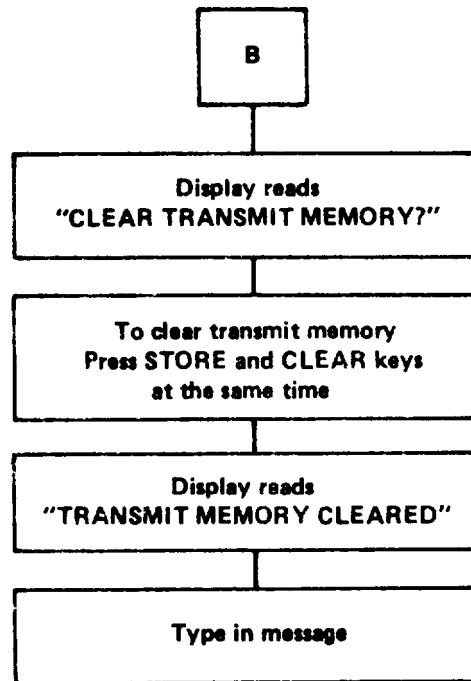 B
Display reads
"CLEAR TRANSMIT MEMORY?"
To clear transmit memory
Press STORE and CLEAR keys
at the same time
Display reads
"TRANSMIT MEMORY CLEARED"
Type in message